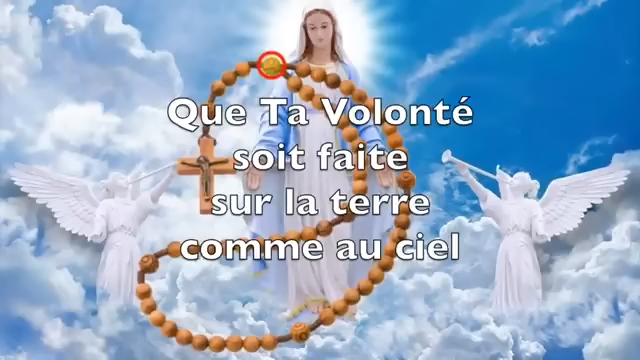 Que Ta Volonté
soit faite
sur la terre
comme au ciel